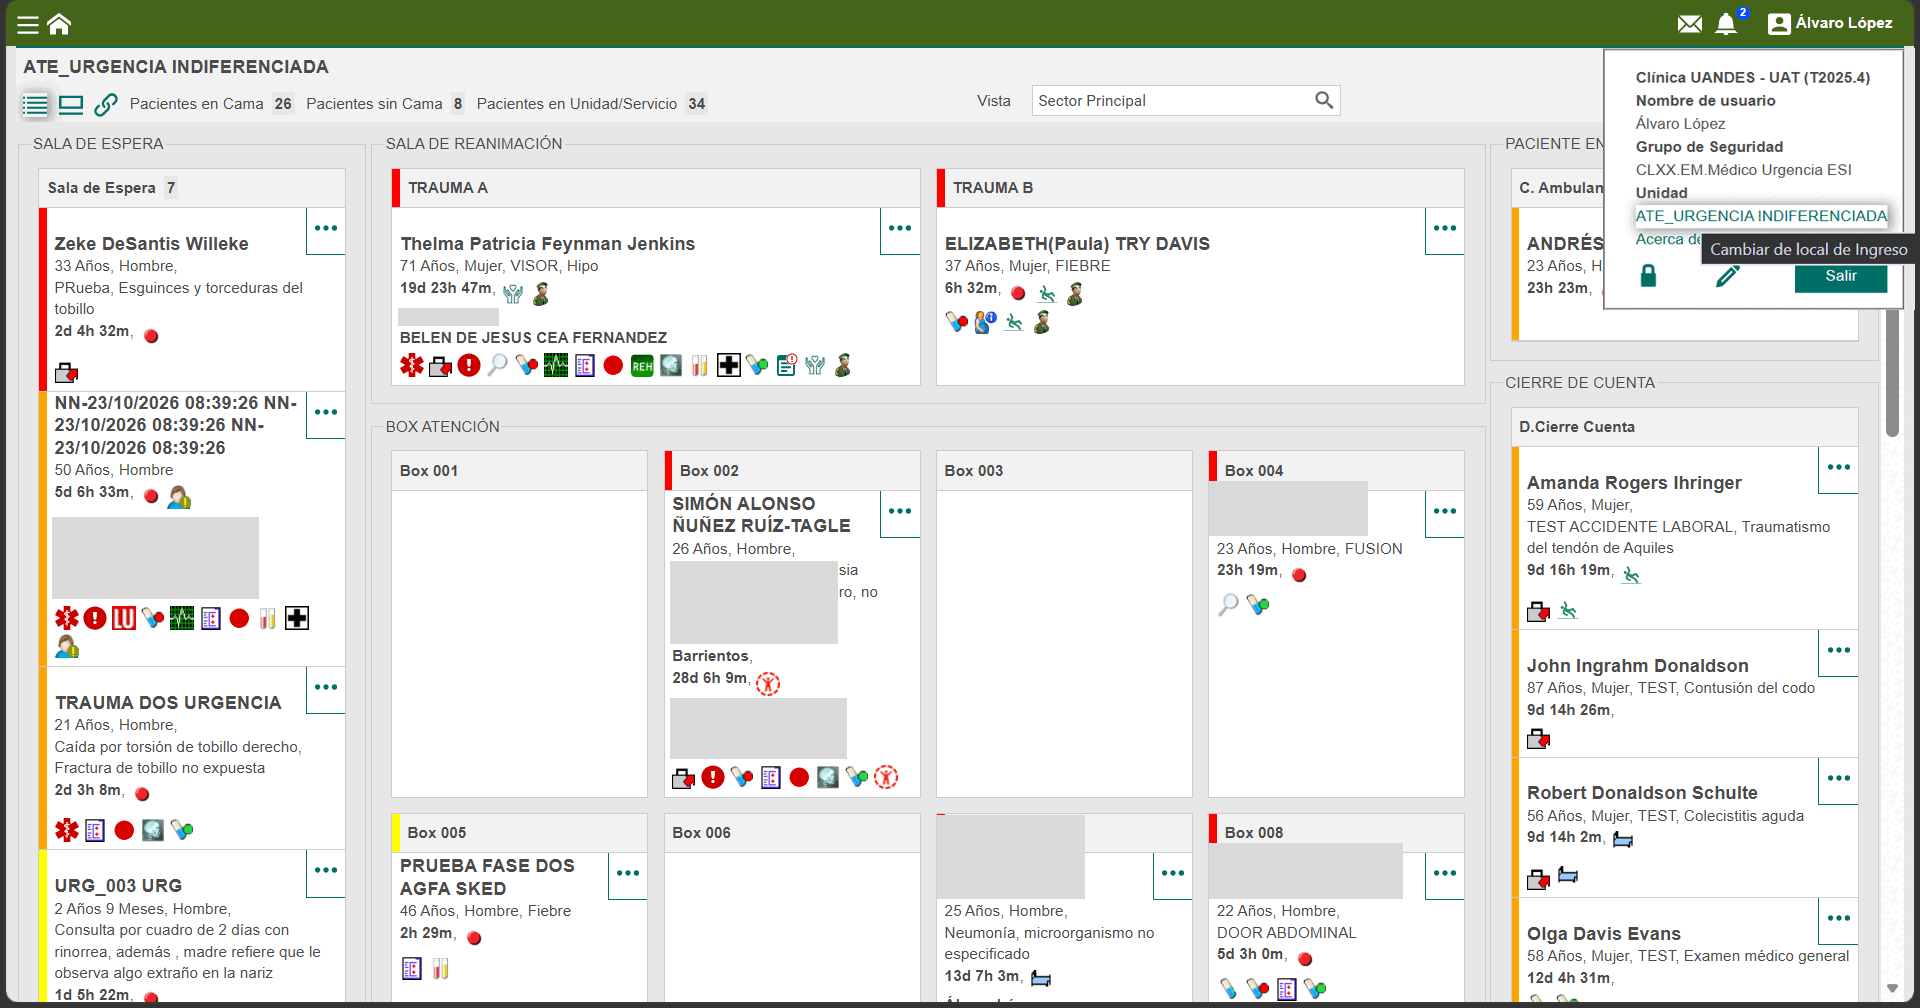 2
Álvaro López
ATE_URGENCIA INDIFERENCIADA
Pacientes en Cama 26 Pacientes sin Cama 8 Pacientes en Unidad/Servicio 34
Vista
Sector Principal
Clínica UANDES - UAT (T2025.4)
Nombre de usuario
Álvaro López
Grupo de Seguridad
CLXX.EM.Médico Urgencia ESI
Unidad
ATE_URGENCIA INDIFERENCIADA
Acerca de
Cambiar de local de Ingreso
Salir
SALA DE ESPERA
Sala de Espera 7
Zeke DeSantis Willeke
33 Años, Hombre,
PRueba, Esguinces y torceduras del
tobillo
2d 4h 32m,
NN-23/10/2026 08:39:26 NN-
23/10/2026 08:39:26 NN-
23/10/2026 08:39:26
50 Años, Hombre
5d 6h 33m,
TRAUMA DOS URGENCIA
21 Años, Hombre,
Caída por torsión de tobillo derecho,
Fractura de tobillo no expuesta
2d 3h 8m,
URG_003 URG
2 Años 9 Meses, Hombre,
Consulta por cuadro de 2 días con
rinorrea, además , madre refiere que le
observa algo extraño en la nariz
1d 5h 22m,
SALA DE REANIMACIÓN
TRAUMA A
Thelma Patricia Feynman Jenkins
71 Años, Mujer, VISOR, Hipo
19d 23h 47m,
BELEN DE JESUS CEA FERNANDEZ
REH
TRAUMA B
ELIZABETH(Paula) TRY DAVIS
37 Años, Mujer, FIEBRE
6h 32m,
BOX ATENCIÓN
Box 001
Box 002
SIMÓN ALONSO
ÑUÑEZ RUÍZ-TAGLE
26 Años, Hombre,
sia
ro, no
Barrientos,
28d 6h 9m,
Box 003
Box 004
23 Años, Hombre, FUSION
23h 19m,
Box 005
PRUEBA FASE DOS
AGFA SKED
46 Años, Hombre, Fiebre
2h 29m,
Box 006
25 Años, Hombre,
Neumonía, microorganismo no
especificado
13d 7h 3m,
Box 008
22 Años, Hombre,
DOOR ABDOMINAL
5d 3h 0m,
PACIENTE EN
C. Ambulan
ANDRÉS
23 Años, H
23h 23m,
CIERRE DE CUENTA
D.Cierre Cuenta
Amanda Rogers Ihringer
59 Años, Mujer,
TEST ACCIDENTE LABORAL, Traumatismo
del tendón de Aquiles
9d 16h 19m,
John Ingrahm Donaldson
87 Años, Mujer, TEST, Contusión del codo
9d 14h 26m,
Robert Donaldson Schulte
56 Años, Mujer, TEST, Colecistitis aguda
9d 14h 2m,
Olga Davis Evans
58 Años, Mujer, TEST, Examen médico general
12d 4h 31m,